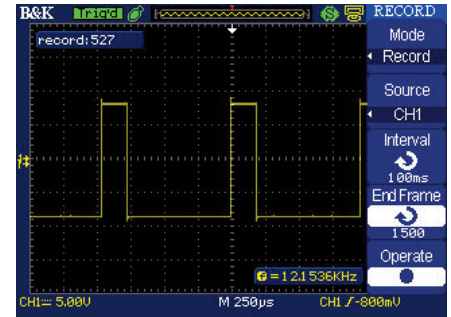 B&K Trig'd RECORD
record:527
Mode
Record
Source
CH1
Interval
100ms
End Frame
1500
Operate
f=12.1536KHz
CH1 5.00V M 250µs CH1 -800mV